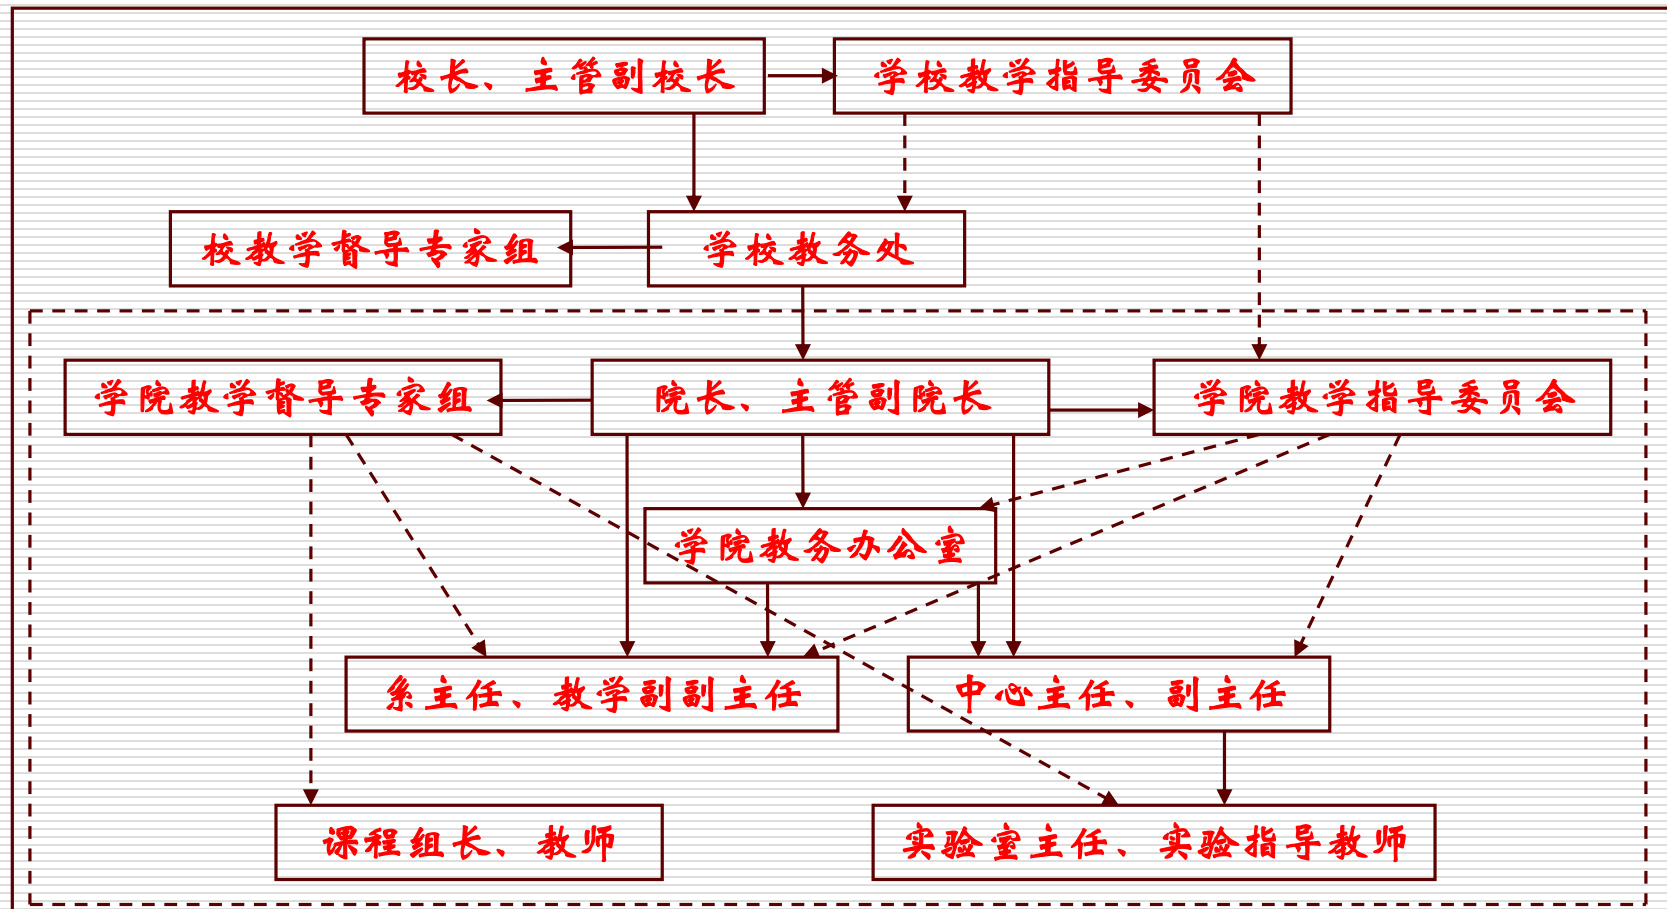 校长、主管副校长
学校教学指导委员会
校教学督导专家组
学校教务处
学院教学督导专家组
院长、主管副院长
学院教学指导委员会
学院教务办公室
系主任、教学副副主任
中心主任、副主任
课程组长、教师
实验室主任、实验指导教师